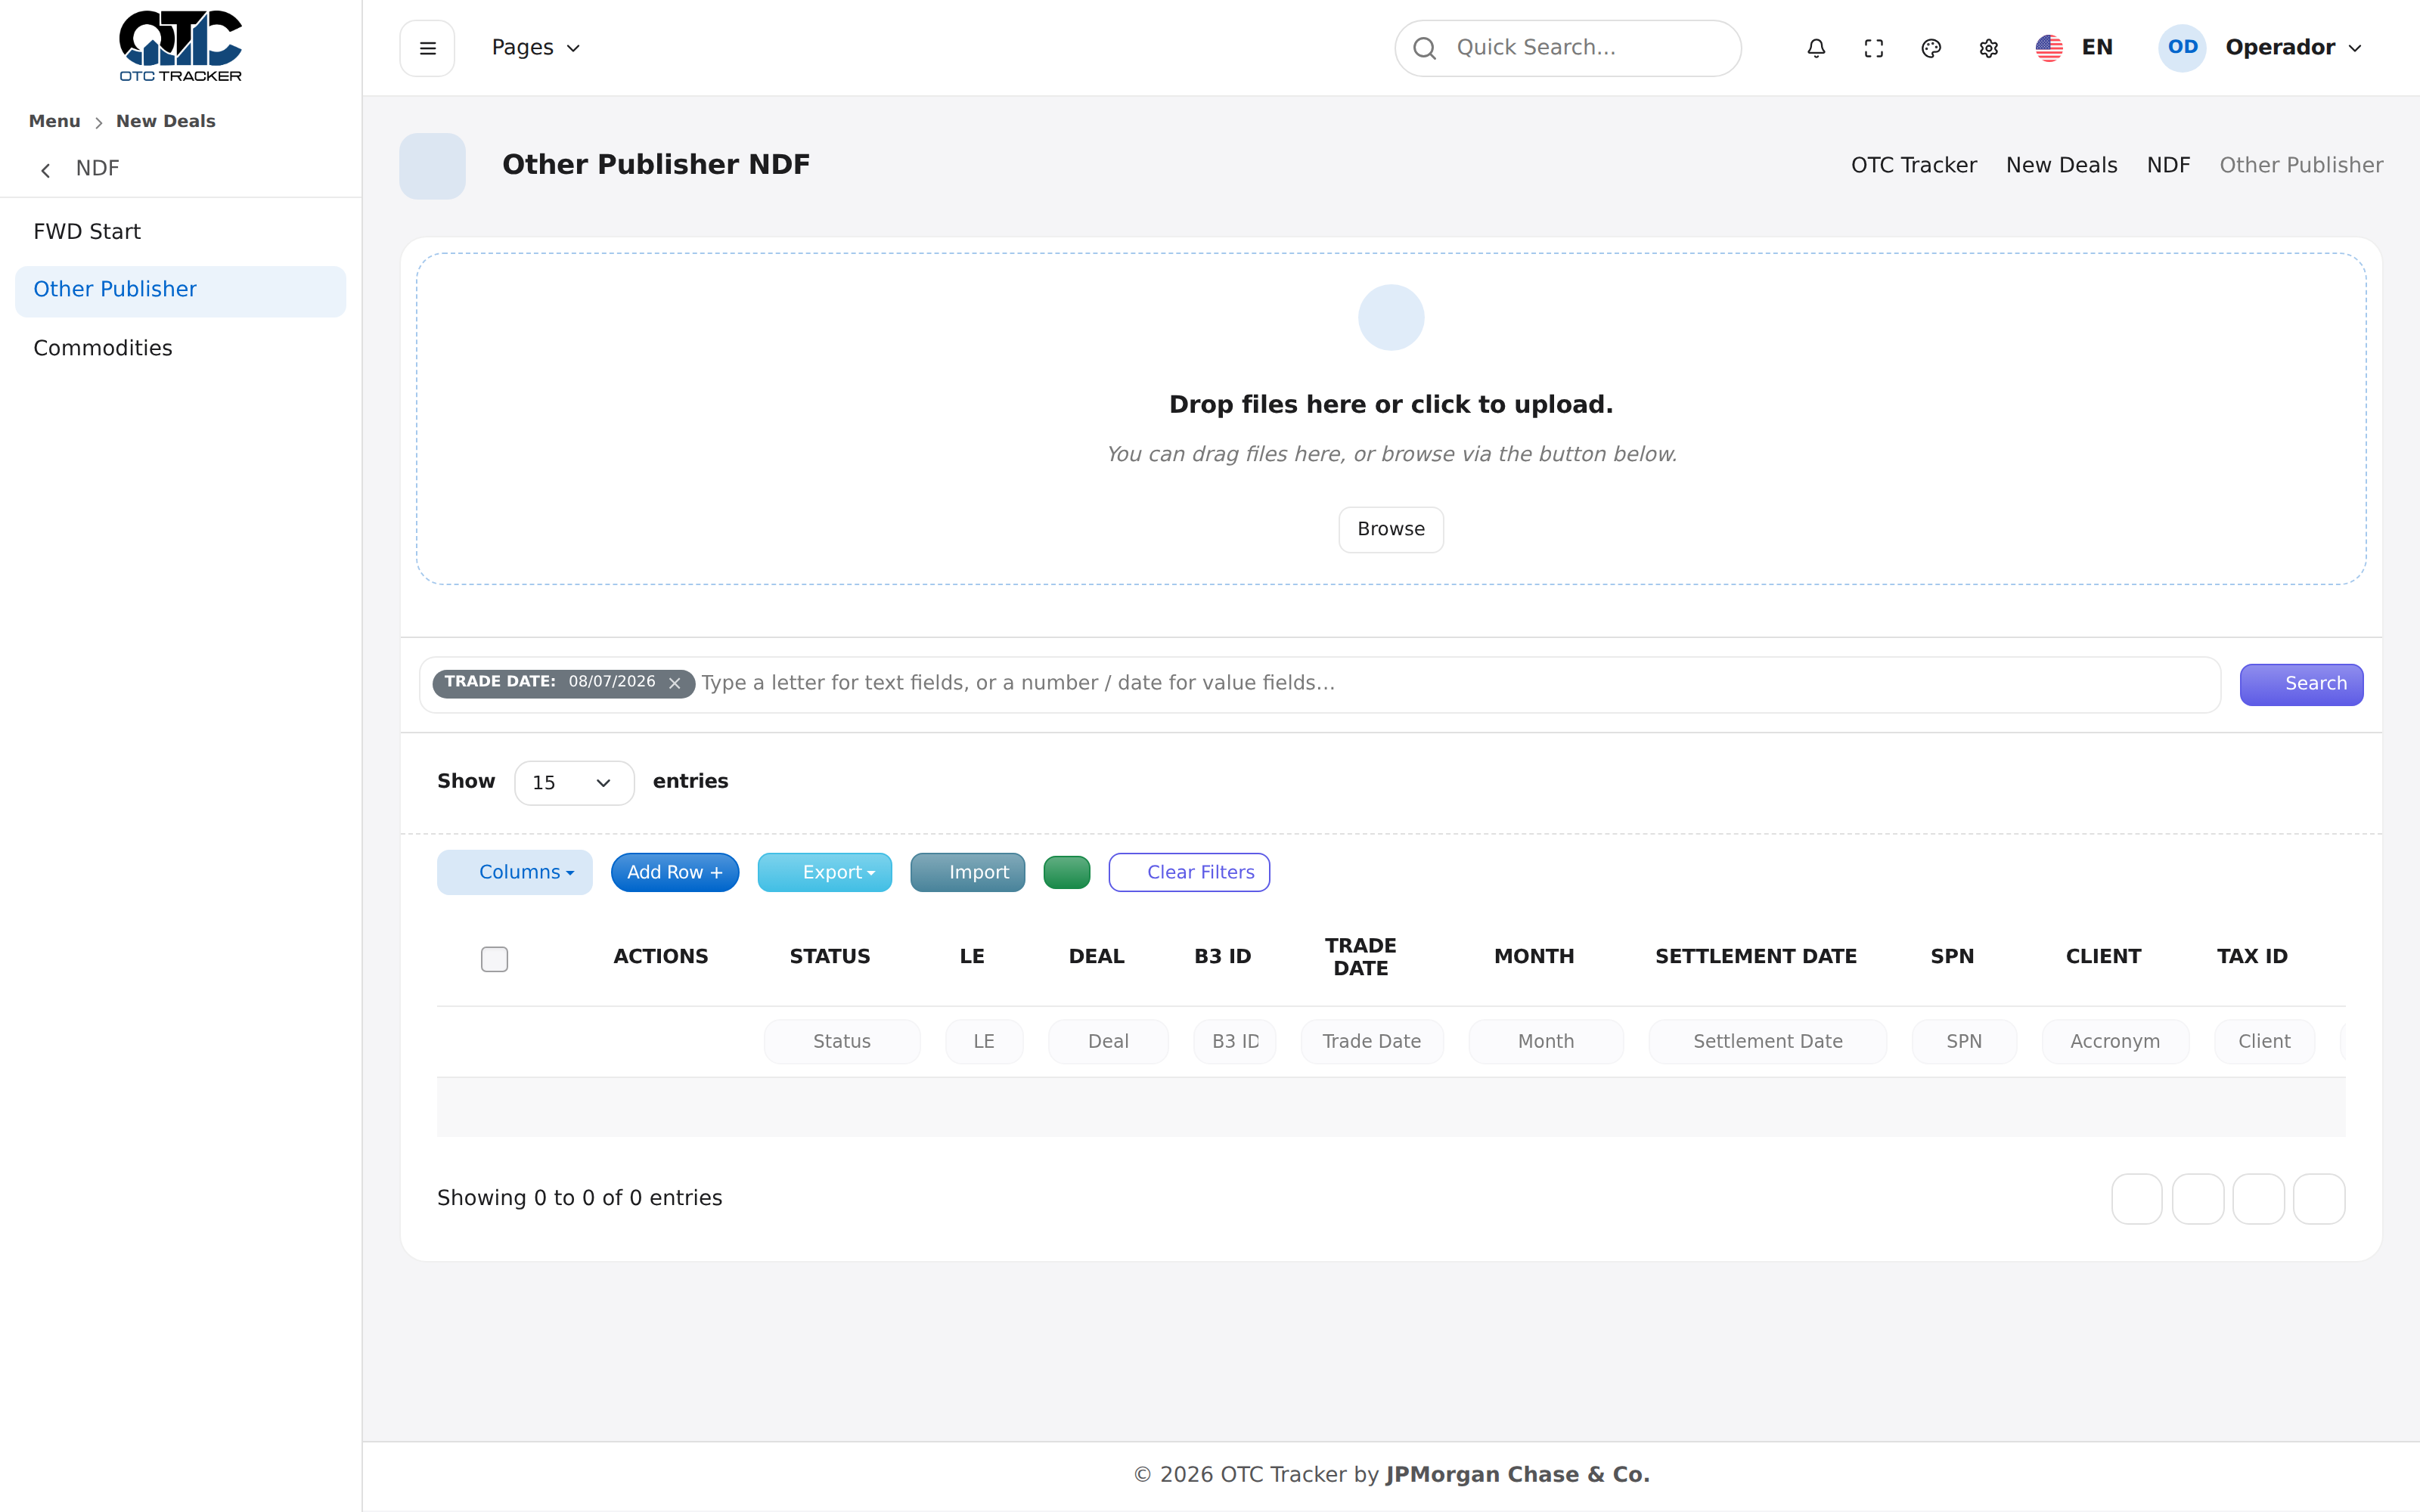 OTC TRACKER
Pages
Quick Search...
EN
OD
Operador
Menu > New Deals
NDF
FWD Start
Other Publisher
Commodities
Other Publisher NDF
OTC Tracker New Deals NDF Other Publisher
Drop files here or click to upload.
You can drag files here, or browse via the button below.
Browse
TRADE DATE: 08/07/2026 × Type a letter for text fields, or a number / date for value fields...
Search
Show 15 entries
Columns
Add Row +
Export
Import
Clear Filters
ACTIONS STATUS LE DEAL B3 ID TRADE DATE MONTH SETTLEMENT DATE SPN CLIENT TAX ID
Status LE Deal B3 ID Trade Date Month Settlement Date SPN Accronym Client
Showing 0 to 0 of 0 entries
© 2026 OTC Tracker by JPMorgan Chase & Co.